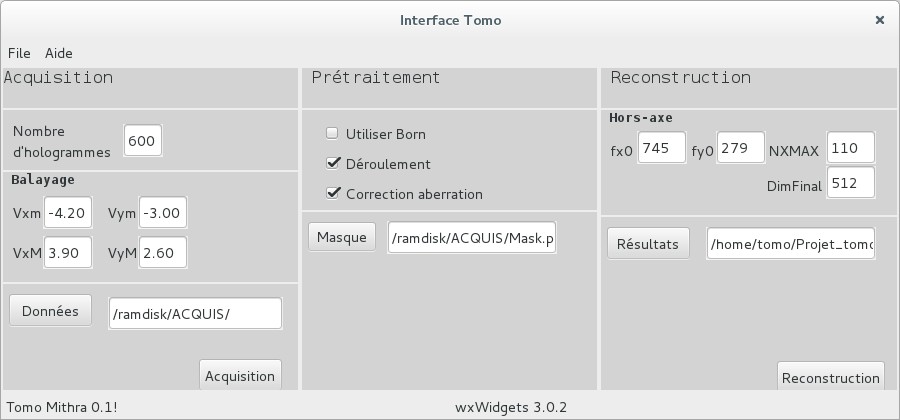 Interface Tomo
File Aide
Acquisition
Nombre
d'hologrammes 600
Balayage
Vxm -4.20 Vym -3.00
VxM 3.90 VyM 2.60
Données /ramdisk/ACQUIS/
Acquisition
Prétraitement
Utiliser Born
Déroulement
Correction aberration
Masque /ramdisk/ACQUIS/Mask.p
Reconstruction
Hors-axe
fx0 745 fy0 279 NXMAX 110
DimFinal 512
Résultats /home/tomo/Projet_tomo
Reconstruction
Tomo Mithra 0.1! wxWidgets 3.0.2